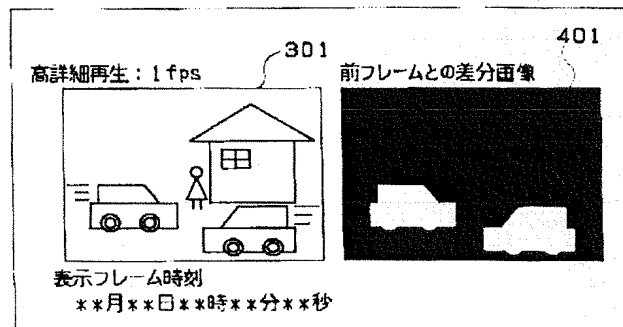 301
401
高詳細再生：1fps
前フレームとの差分画像
表示フレーム時刻
**月**日**時**分**秒